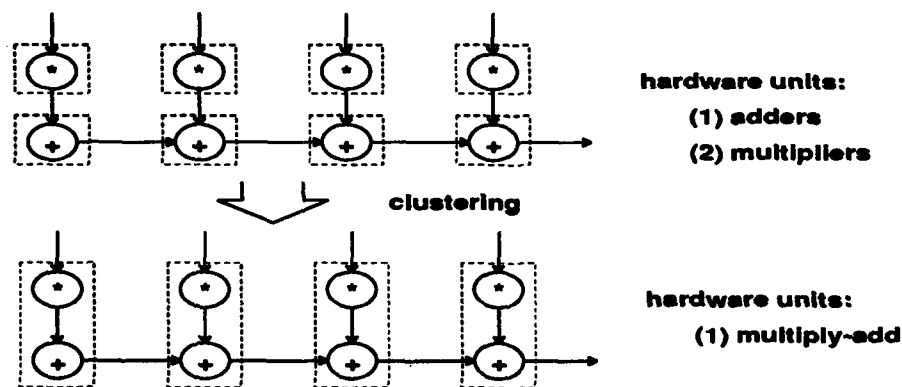 * * * *
hardware units:
(1) adders
+ + + +
(2) multipliers
clustering
* * * *
hardware units:
(1) multiply-add
+ + + +